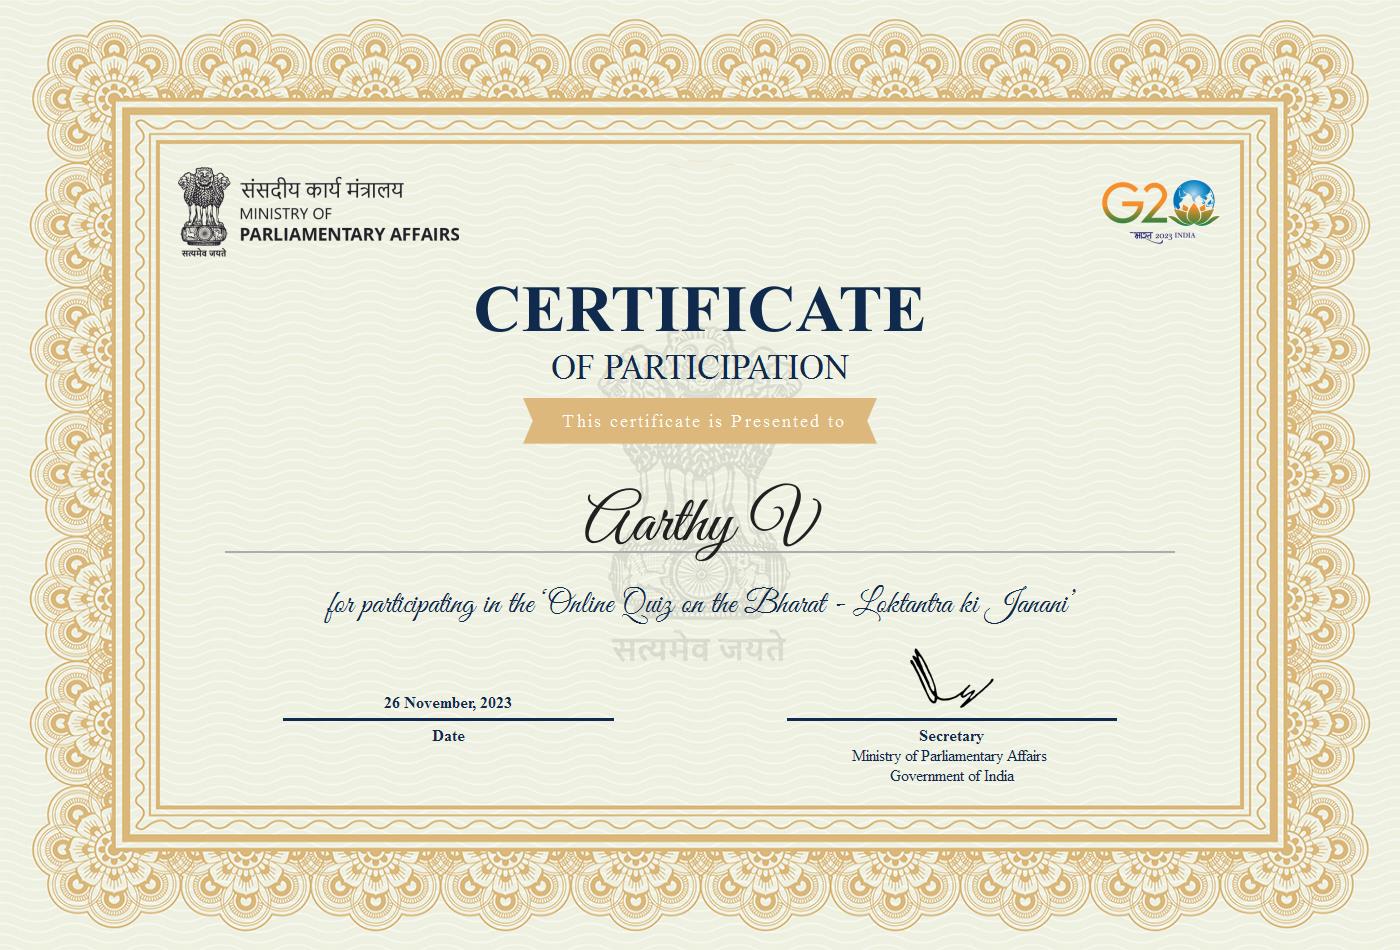 संसदीय कार्य मंत्रालय
MINISTRY OF
PARLIAMENTARY AFFAIRS
सत्यमेव जयते
G20
भारत 2023 INDIA
CERTIFICATE
OF PARTICIPATION
This certificate is Presented to
Aarthy V
for participating in the ‘Online Quiz on the Bharat - Loktantra ki Janani’
सत्यमेव जयते
26 November, 2023
Date
Secretary
Ministry of Parliamentary Affairs
Government of India